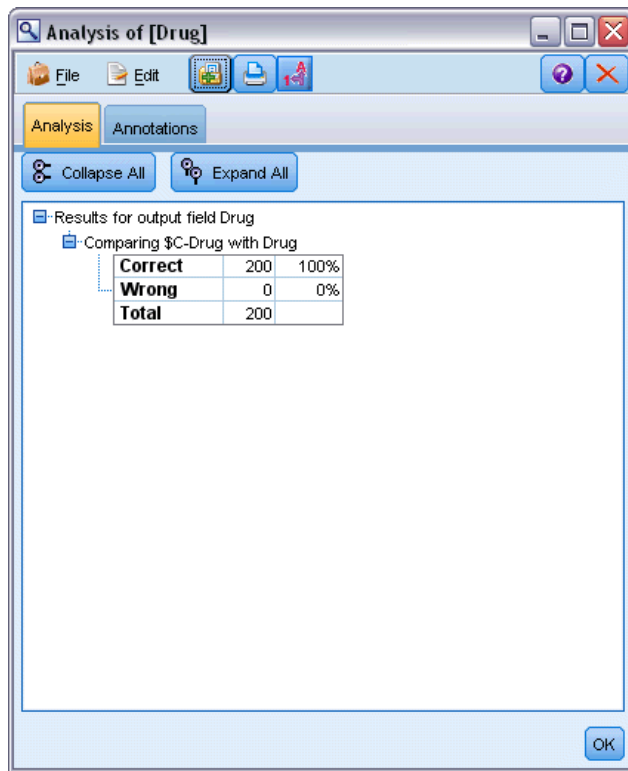 Analysis of [Drug]
File Edit
Analysis Annotations
Collapse All Expand All
Results for output field Drug
Comparing $C-Drug with Drug
Correct 200 100%
Wrong 0 0%
Total 200
OK